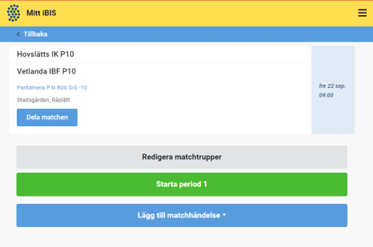 Mitt iBIS
Tillbaka
Hovslätts IK P10
Vetlanda IBF P10
Pantamera P N Röd Grö -10
Stadsgården, Råslätt
fre 22 sep.
09:00
Dela matchen
Redigera matchtrupper
Starta period 1
Lägg till matchhändelse